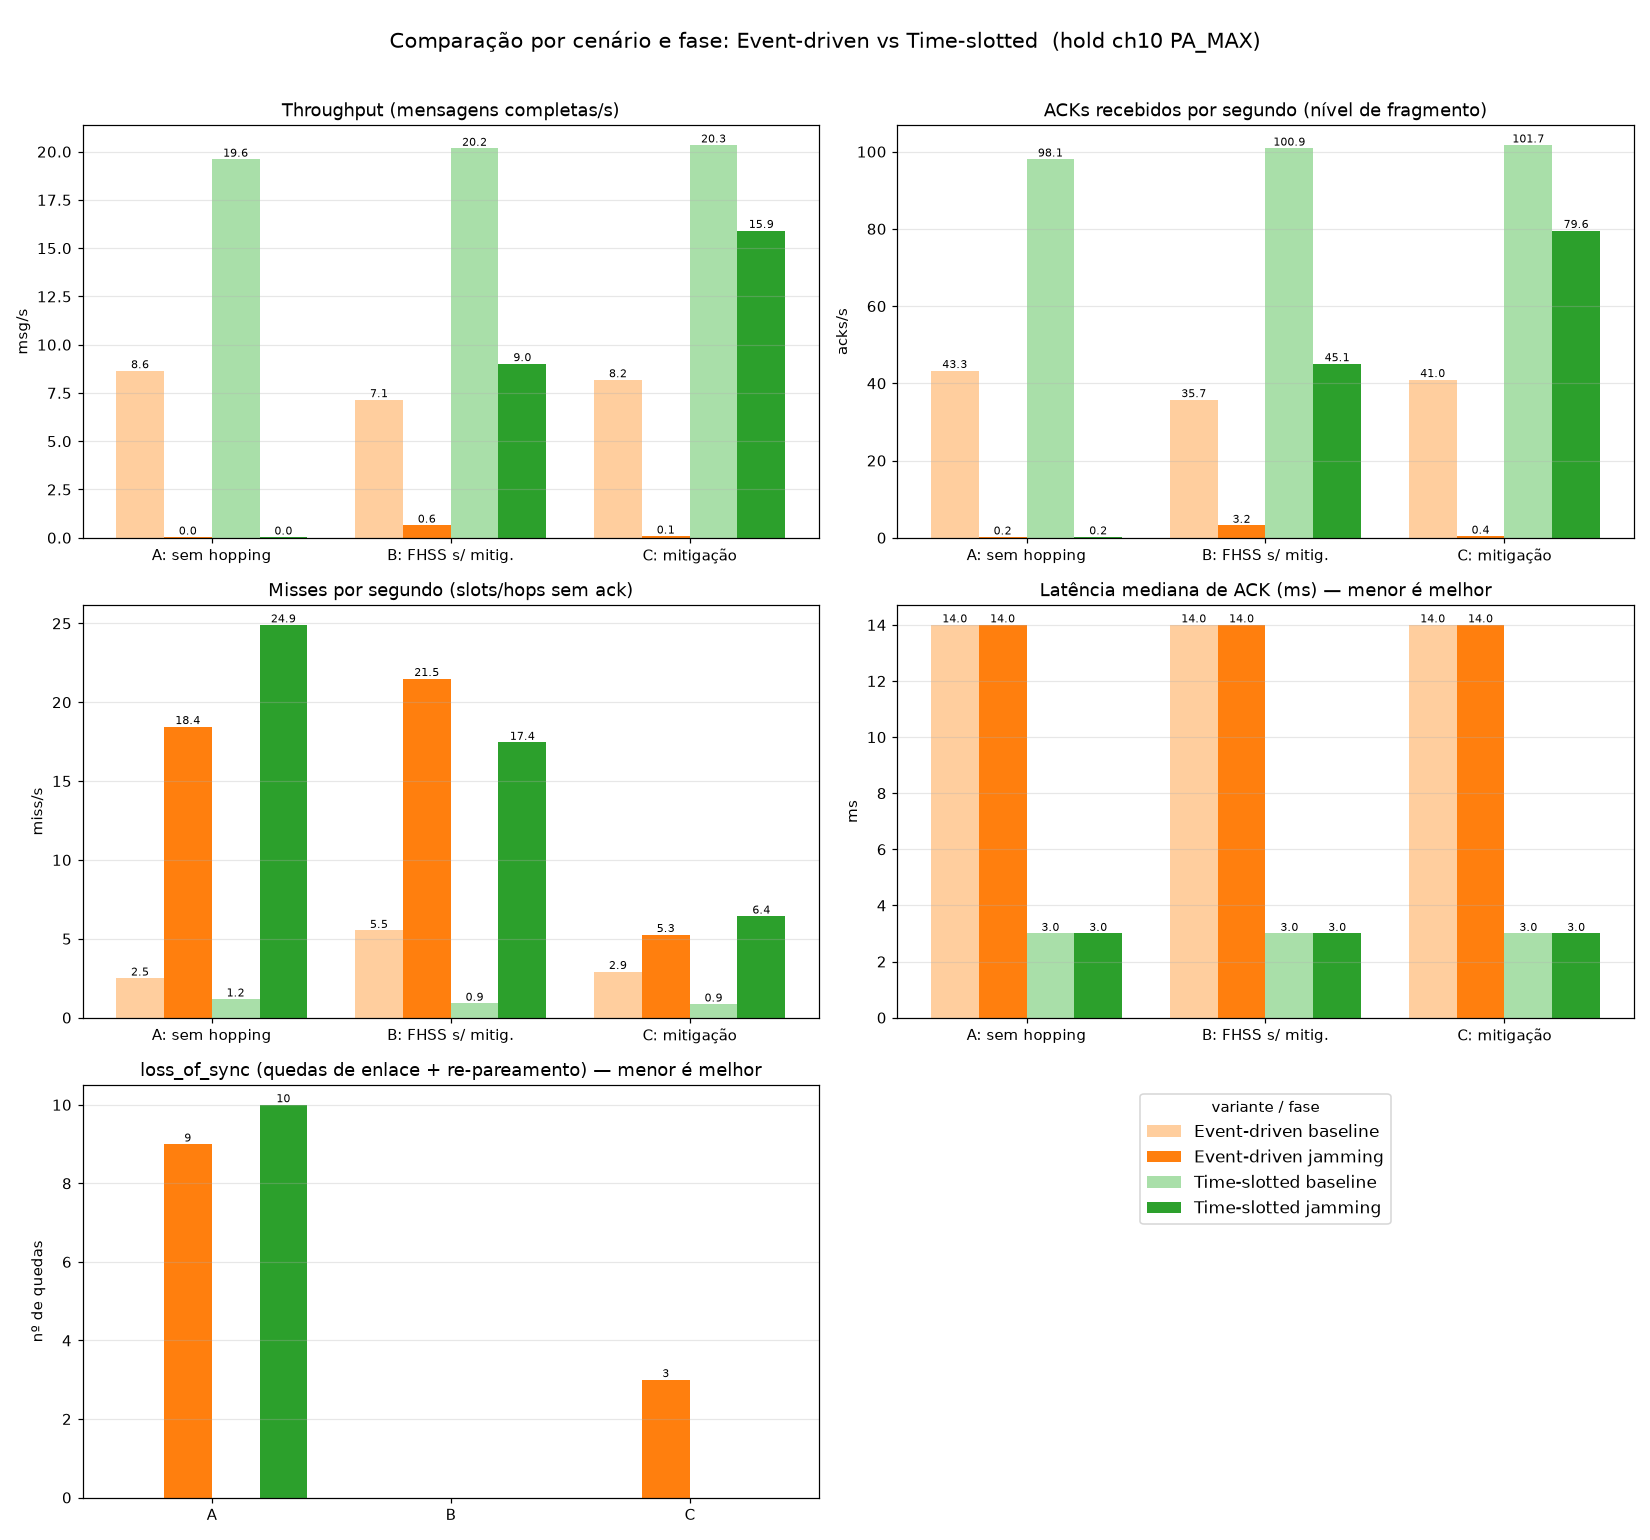 Comparação por cenário e fase: Event-driven vs Time-slotted  (hold ch10 PA_MAX)
Throughput (mensagens completas/s)
msg/s
20.0
17.5
15.0
12.5
10.0
7.5
5.0
2.5
0.0
8.6
0.0
19.6
0.0
7.1
0.6
20.2
9.0
8.2
0.1
20.3
15.9
A: sem hopping
B: FHSS s/ mitig.
C: mitigação
ACKs recebidos por segundo (nível de fragmento)
acks/s
100
80
60
40
20
0
43.3
0.2
98.1
0.2
35.7
3.2
100.9
45.1
41.0
0.4
101.7
79.6
A: sem hopping
B: FHSS s/ mitig.
C: mitigação
Misses por segundo (slots/hops sem ack)
miss/s
25
20
15
10
5
0
2.5
18.4
1.2
24.9
5.5
21.5
0.9
17.4
2.9
5.3
0.9
6.4
A: sem hopping
B: FHSS s/ mitig.
C: mitigação
Latência mediana de ACK (ms) — menor é melhor
ms
14
12
10
8
6
4
2
0
14.0
14.0
3.0
3.0
14.0
14.0
3.0
3.0
14.0
14.0
3.0
3.0
A: sem hopping
B: FHSS s/ mitig.
C: mitigação
loss_of_sync (quedas de enlace + re-pareamento) — menor é melhor
nº de quedas
10
8
6
4
2
0
9
10
3
A
B
C
variante / fase
Event-driven baseline
Event-driven jamming
Time-slotted baseline
Time-slotted jamming